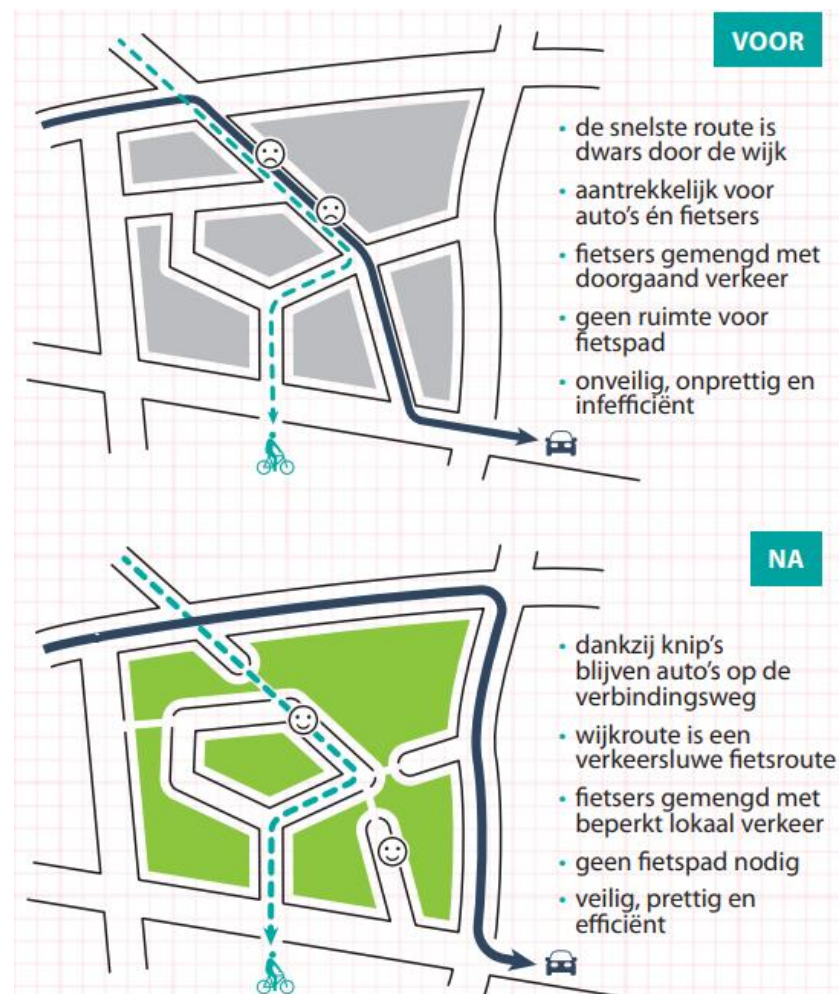 VOOR
• de snelste route is
dwars door de wijk
• aantrekkelijk voor
auto's én fietsers
• fietsers gemengd met
doorgaand verkeer
• geen ruimte voor
fietspad
• onveilig, onprettig en
infefficiënt
NA
• dankzij knip's
blijven auto's op de
verbindingsweg
• wijkroute is een
verkeersluwe fietsroute
• fietsers gemengd met
beperkt lokaal verkeer
• geen fietspad nodig
• veilig, prettig en
efficiënt